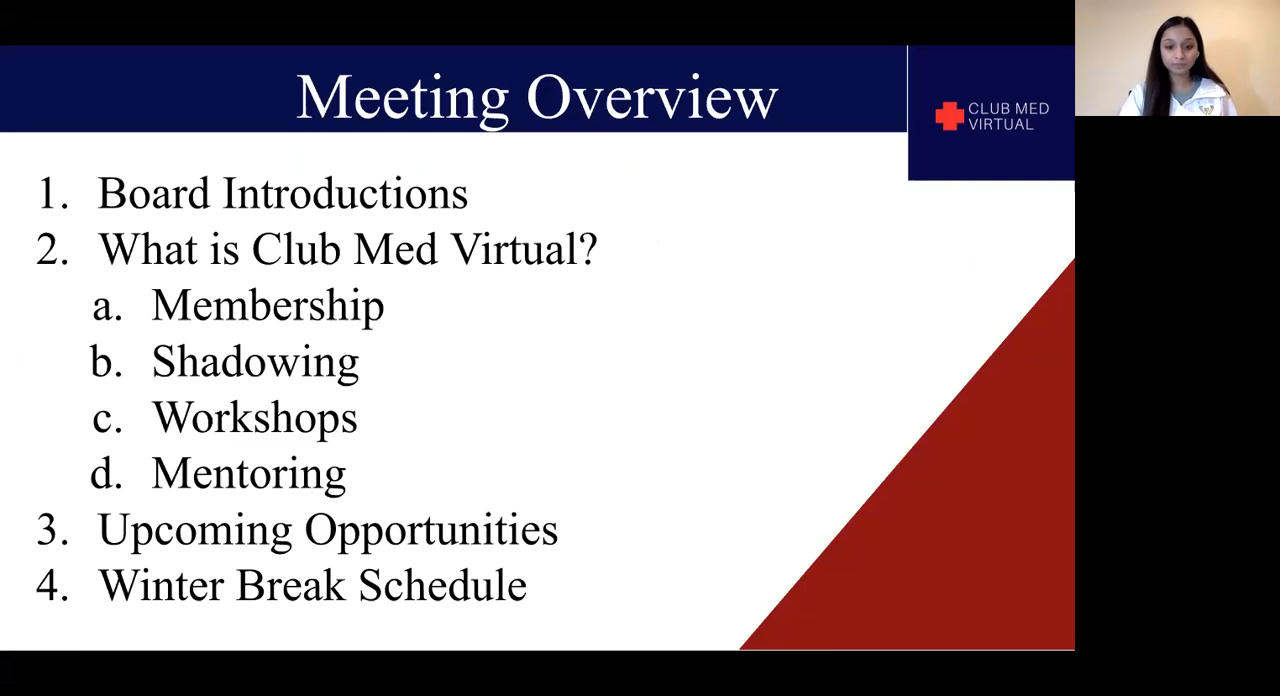 Meeting Overview
CLUB MED
VIRTUAL
1. Board Introductions
2. What is Club Med Virtual?
a. Membership
b. Shadowing
c. Workshops
d. Mentoring
3. Upcoming Opportunities
4. Winter Break Schedule